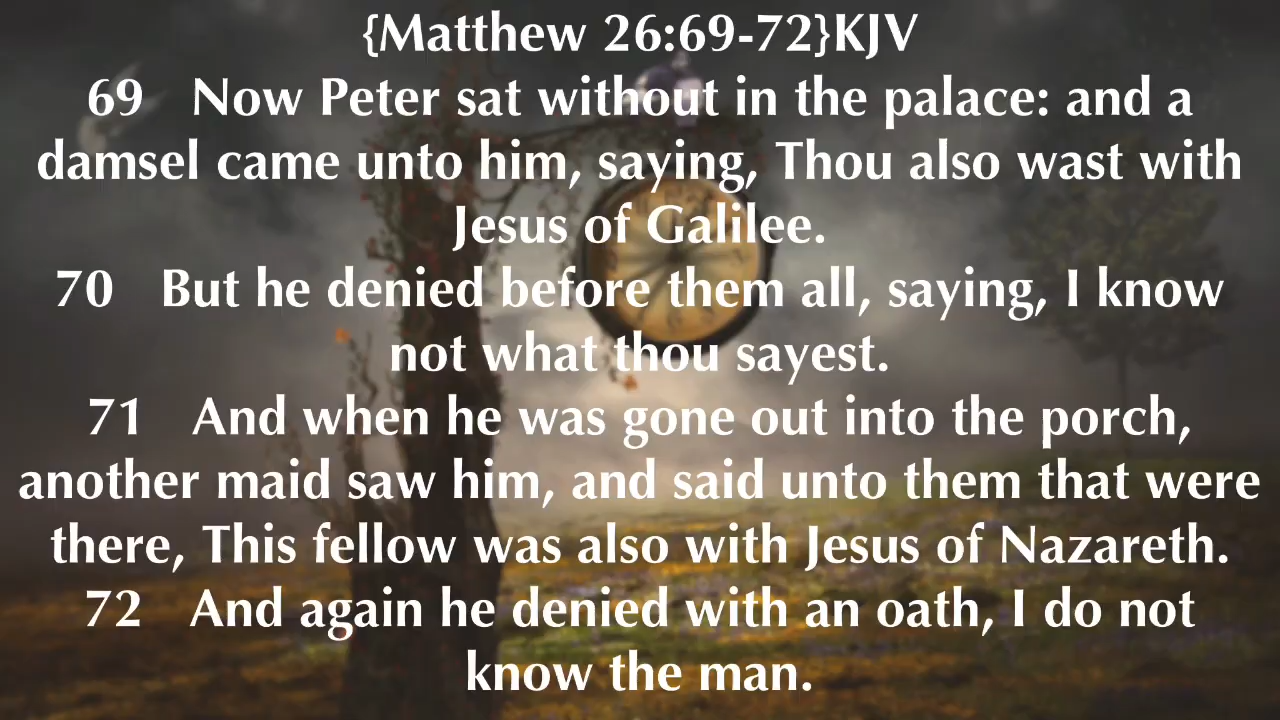 {Matthew 26:69-72}KJV
69 Now Peter sat without in the palace: and a
damsel came unto him, saying, Thou also wast with
Jesus of Galilee.
70 But he denied before them all, saying, I know
not what thou sayest.
71 And when he was gone out into the porch,
another maid saw him, and said unto them that were
there, This fellow was also with Jesus of Nazareth.
72 And again he denied with an oath, I do not
know the man.